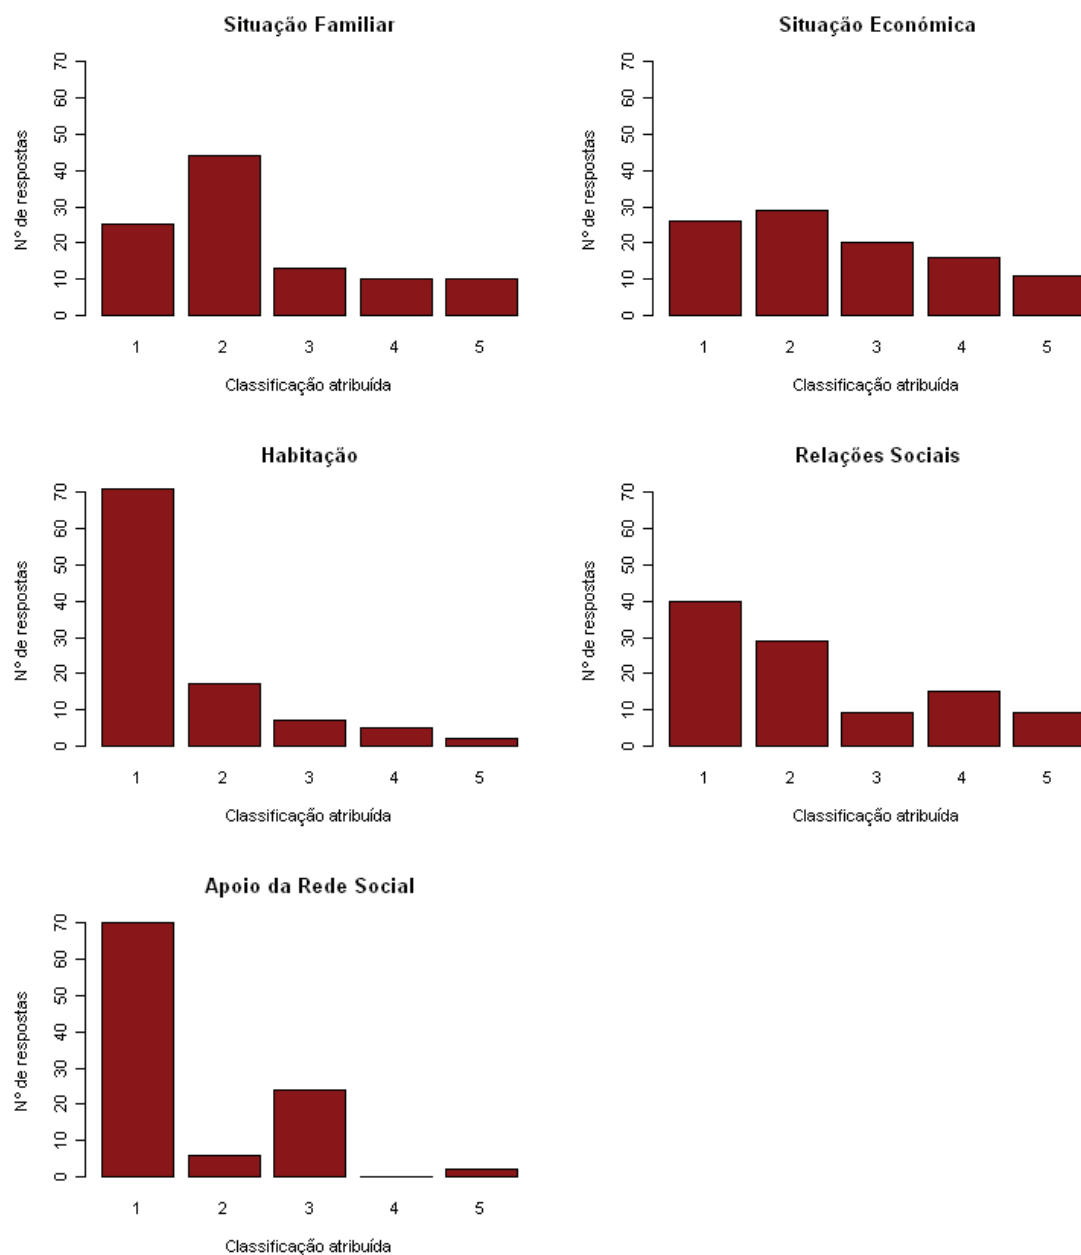 Situação Familiar
Nº de respostas
70
60
50
40
30
20
10
0
1 2 3 4 5
Classificação atribuída
Situação Económica
Nº de respostas
70
60
50
40
30
20
10
0
1 2 3 4 5
Classificação atribuída
Habitação
Nº de respostas
70
60
50
40
30
20
10
0
1 2 3 4 5
Classificação atribuída
Relações Sociais
Nº de respostas
70
60
50
40
30
20
10
0
1 2 3 4 5
Classificação atribuída
Apoio da Rede Social
Nº de respostas
70
60
50
40
30
20
10
0
1 2 3 4 5
Classificação atribuída